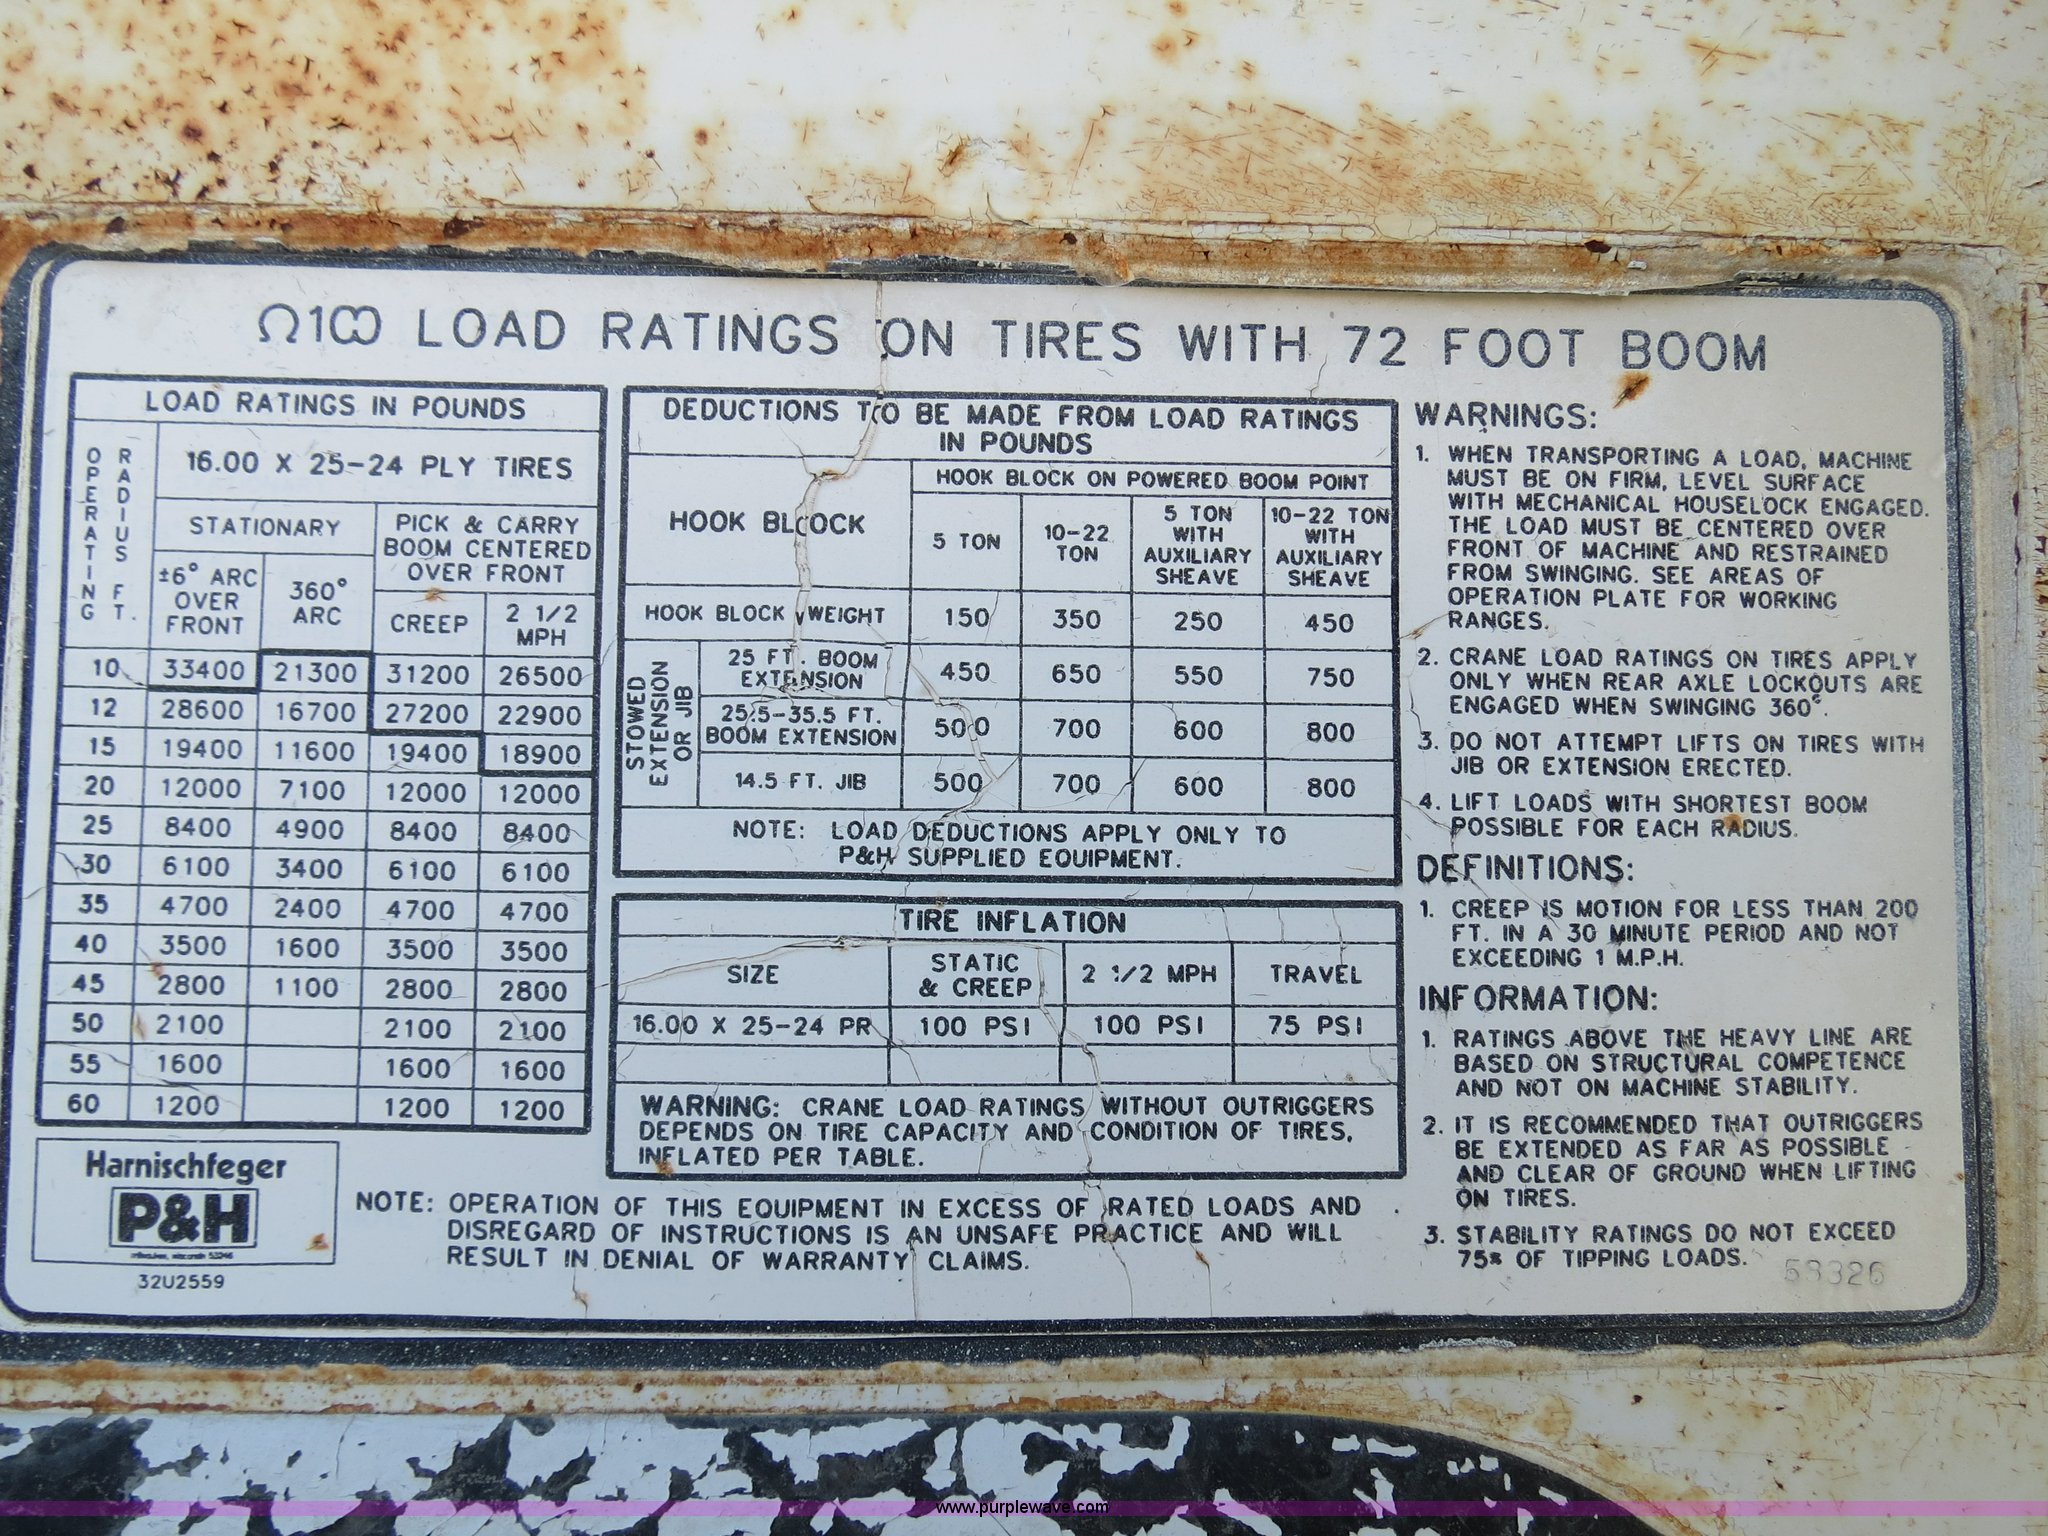 Ω100 LOAD RATINGS ON TIRES WITH 72 FOOT BOOM
LOAD RATINGS IN POUNDS
OPERATING
RADIUS FT.
16.00 X 25-24 PLY TIRES
STATIONARY
PICK & CARRY
BOOM CENTERED
OVER FRONT
±6° ARC
OVER
FRONT
360°
ARC
CREEP
2 1/2
MPH
10 33400 21300 31200 26500
12 28600 16700 27200 22900
15 19400 11600 19400 18900
20 12000 7100 12000 12000
25 8400 4900 8400 8400
30 6100 3400 6100 6100
35 4700 2400 4700 4700
40 3500 1600 3500 3500
45 2800 1100 2800 2800
50 2100 2100 2100
55 1600 1600 1600
60 1200 1200 1200
Harnischfeger
P&H
32U2559
DEDUCTIONS TO BE MADE FROM LOAD RATINGS
IN POUNDS
HOOK BLOCK
HOOK BLOCK ON POWERED BOOM POINT
5 TON
10-22
TON
5 TON
WITH
AUXILIARY
SHEAVE
10-22 TON
WITH
AUXILIARY
SHEAVE
HOOK BLOCK WEIGHT 150 350 250 450
STOWED
EXTENSION
OR JIB
25 FT. BOOM
EXTENSION
450 650 550 750
25.5-35.5 FT.
BOOM EXTENSION
500 700 600 800
14.5 FT. JIB 500 700 600 800
NOTE: LOAD DEDUCTIONS APPLY ONLY TO
P&H SUPPLIED EQUIPMENT.
TIRE INFLATION
SIZE
STATIC
& CREEP
2 1/2 MPH
TRAVEL
16.00 X 25-24 PR 100 PSI 100 PSI 75 PSI
WARNING: CRANE LOAD RATINGS WITHOUT OUTRIGGERS
DEPENDS ON TIRE CAPACITY AND CONDITION OF TIRES,
INFLATED PER TABLE.
NOTE: OPERATION OF THIS EQUIPMENT IN EXCESS OF RATED LOADS AND
DISREGARD OF INSTRUCTIONS IS AN UNSAFE PRACTICE AND WILL
RESULT IN DENIAL OF WARRANTY CLAIMS.
WARNINGS:
1. WHEN TRANSPORTING A LOAD, MACHINE
MUST BE ON FIRM, LEVEL SURFACE
WITH MECHANICAL HOUSELOCK ENGAGED.
THE LOAD MUST BE CENTERED OVER
FRONT OF MACHINE AND RESTRAINED
FROM SWINGING. SEE AREAS OF
OPERATION PLATE FOR WORKING
RANGES.
2. CRANE LOAD RATINGS ON TIRES APPLY
ONLY WHEN REAR AXLE LOCKOUTS ARE
ENGAGED WHEN SWINGING 360°.
3. DO NOT ATTEMPT LIFTS ON TIRES WITH
JIB OR EXTENSION ERECTED.
4. LIFT LOADS WITH SHORTEST BOOM
POSSIBLE FOR EACH RADIUS.
DEFINITIONS:
1. CREEP IS MOTION FOR LESS THAN 200
FT. IN A 30 MINUTE PERIOD AND NOT
EXCEEDING 1 M.P.H.
INFORMATION:
1. RATINGS ABOVE THE HEAVY LINE ARE
BASED ON STRUCTURAL COMPETENCE
AND NOT ON MACHINE STABILITY.
2. IT IS RECOMMENDED THAT OUTRIGGERS
BE EXTENDED AS FAR AS POSSIBLE
AND CLEAR OF GROUND WHEN LIFTING
ON TIRES.
3. STABILITY RATINGS DO NOT EXCEED
75% OF TIPPING LOADS.
www.purplewave.com